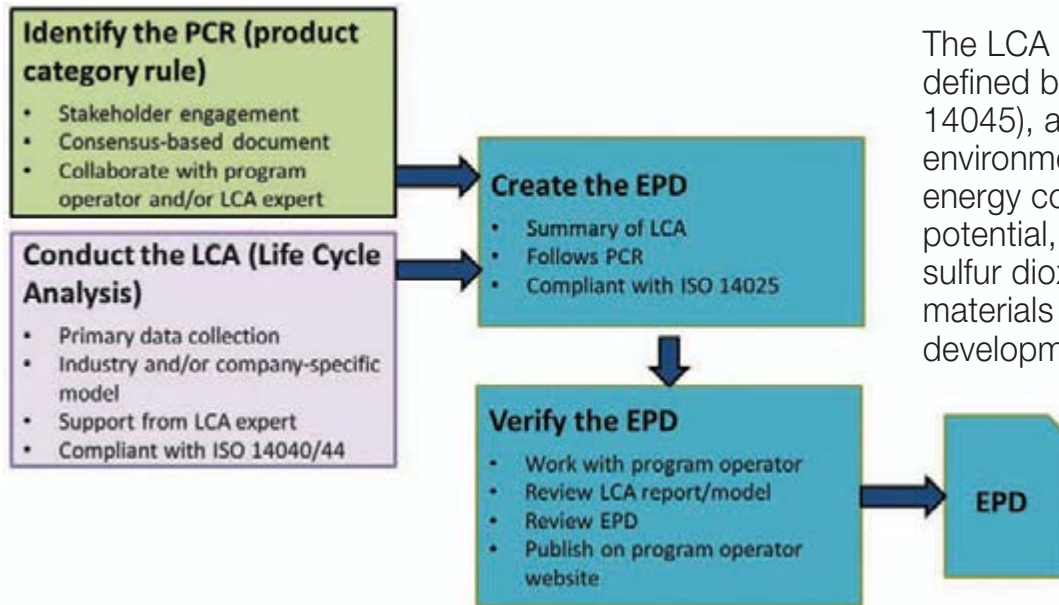 Identify the PCR (product
category rule)
• Stakeholder engagement
• Consensus-based document
• Collaborate with program
operator and/or LCA expert
Conduct the LCA (Life Cycle
Analysis)
• Primary data collection
• Industry and/or company-specific
model
• Support from LCA expert
• Compliant with ISO 14040/44
Create the EPD
• Summary of LCA
• Follows PCR
• Compliant with ISO 14025
Verify the EPD
• Work with program operator
• Review LCA report/model
• Review EPD
• Publish on program operator
website
EPD
The LCA
defined b
14045), a
environme
energy co
potential,
sulfur diox
materials
developm